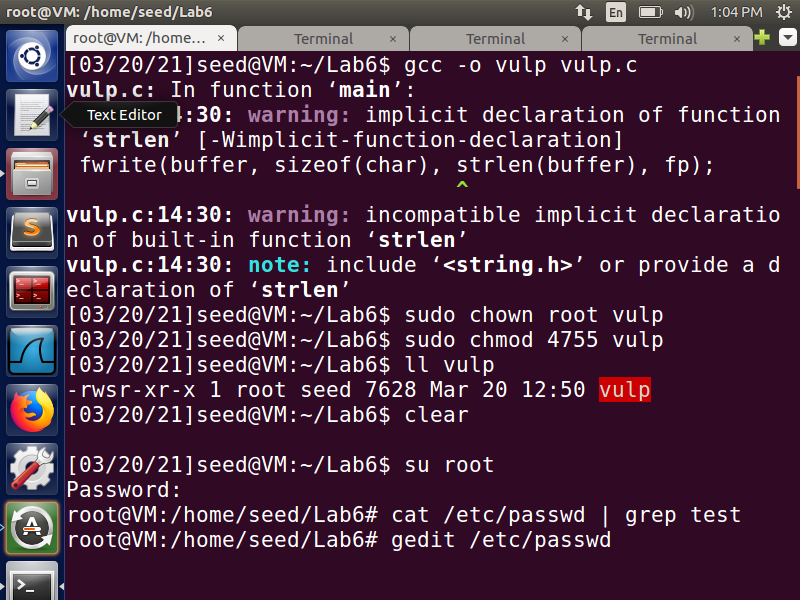 root@VM: /home/seed/Lab6
En
1:04 PM
root@VM: /home... ×
Terminal ×
Terminal ×
Terminal ×
[03/20/21]seed@VM:~/Lab6$ gcc -o vulp vulp.c
vulp.c: In function ‘main’:
Text Editor
:30: warning: implicit declaration of function
‘strlen’ [-Wimplicit-function-declaration]
fwrite(buffer, sizeof(char), strlen(buffer), fp);
^
vulp.c:14:30: warning: incompatible implicit declaratio
n of built-in function ‘strlen’
vulp.c:14:30: note: include ‘<string.h>’ or provide a d
eclaration of ‘strlen’
[03/20/21]seed@VM:~/Lab6$ sudo chown root vulp
[03/20/21]seed@VM:~/Lab6$ sudo chmod 4755 vulp
[03/20/21]seed@VM:~/Lab6$ ll vulp
-rwsr-xr-x 1 root seed 7628 Mar 20 12:50 vulp
[03/20/21]seed@VM:~/Lab6$ clear
[03/20/21]seed@VM:~/Lab6$ su root
Password:
root@VM:/home/seed/Lab6# cat /etc/passwd | grep test
root@VM:/home/seed/Lab6# gedit /etc/passwd